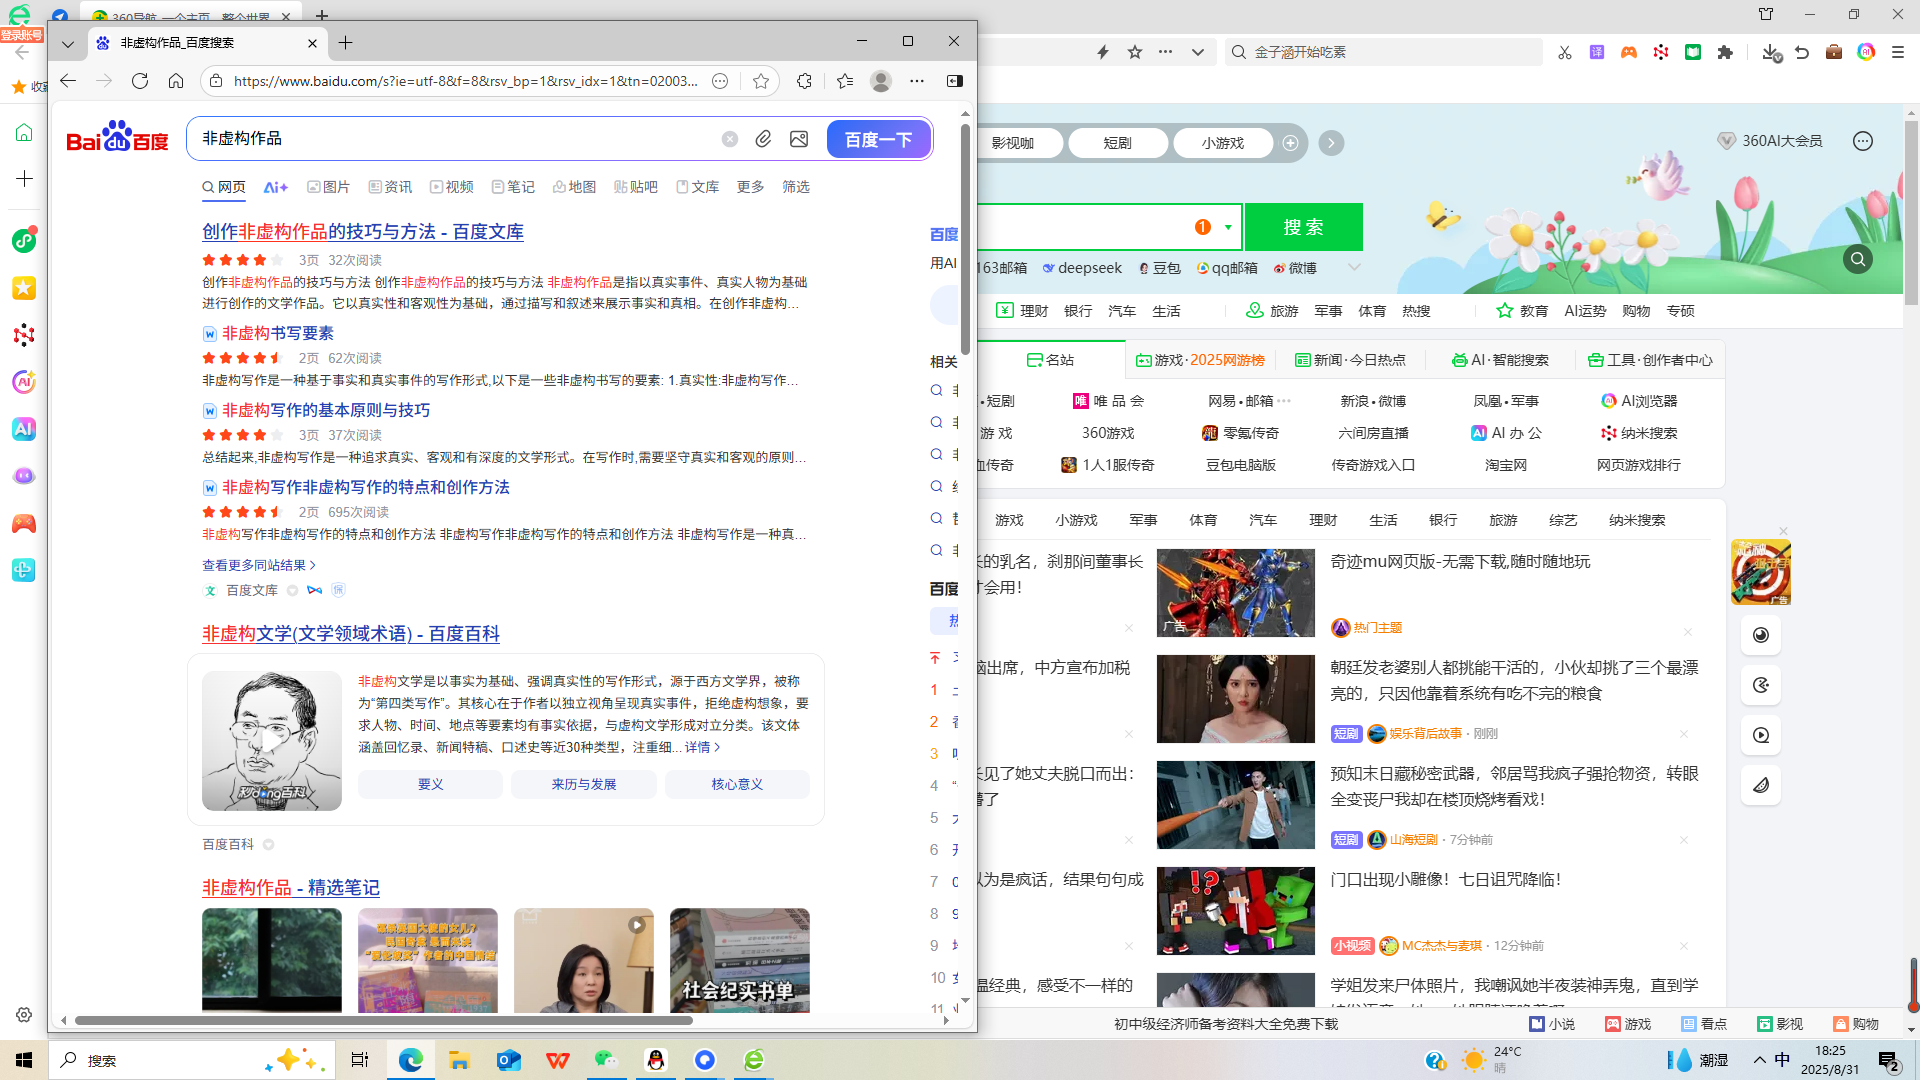 360导航_一个主页，整个世界
登录账号
收藏
金子涵开始吃素
非虚构作品_百度搜索
https://www.baidu.com/s?ie=utf-8&f=8&rsv_bp=1&rsv_idx=1&tn=02003...
Bai百度
非虚构作品
百度一下
网页
Ai+
图片
资讯
视频
笔记
地图
贴吧
文库
更多
筛选
创作非虚构作品的技巧与方法 - 百度文库
3页 32次阅读
创作非虚构作品的技巧与方法 创作非虚构作品的技巧与方法 非虚构作品是指以真实事件、真实人物为基础
进行创作的文学作品。它以真实性和客观性为基础，通过描写和叙述来展示事实和真相。在创作非虚构...
非虚构书写要素
2页 62次阅读
非虚构写作是一种基于事实和真实事件的写作形式,以下是一些非虚构书写的要素: 1.真实性:非虚构写作...
非虚构写作的基本原则与技巧
3页 37次阅读
总结起来,非虚构写作是一种追求真实、客观和有深度的文学形式。在写作时,需要坚守真实和客观的原则...
非虚构写作非虚构写作的特点和创作方法
2页 695次阅读
非虚构写作非虚构写作的特点和创作方法 非虚构写作非虚构写作的特点和创作方法 非虚构写作是一种真...
查看更多同站结果
百度文库
保
非虚构文学(文学领域术语) - 百度百科
非虚构文学是以事实为基础、强调真实性的写作形式，源于西方文学界，被称
为“第四类写作”。其核心在于作者以独立视角呈现真实事件，拒绝虚构想象，要
求人物、时间、地点等要素均有事实依据，与虚构文学形成对立分类。该文体
涵盖回忆录、新闻特稿、口述史等近30种类型，注重细...详情
秒dong百科
要义
来历与发展
核心意义
百度百科
非虚构作品 - 精选笔记
社会纪实书单
百度
用AI
相关
百度
热
1
2
3
4
5
6
7
8
9
10
11
影视咖
短剧
小游戏
360AI大会员
1
搜索
163邮箱
deepseek
豆包
qq邮箱
微博
理财
银行
汽车
生活
旅游
军事
体育
热搜
教育
AI运势
购物
专硕
名站
游戏·2025网游榜
新闻·今日热点
AI·智能搜索
工具·创作者中心
•短剧
唯 品 会
网易•邮箱
新浪•微博
凤凰•军事
AI浏览器
游 戏
360游戏
零氪传奇
六间房直播
AI 办 公
纳米搜索
血传奇
1人1服传奇
豆包电脑版
传奇游戏入口
淘宝网
网页游戏排行
游戏
小游戏
军事
体育
汽车
理财
生活
银行
旅游
综艺
纳米搜索
长的乳名，刹那间董事长
才会用！
广告
奇迹mu网页版-无需下载,随时随地玩
热门主题
脑出席，中方宣布加税
朝廷发老婆别人都挑能干活的，小伙却挑了三个最漂
亮的，只因他靠着系统有吃不完的粮食
短剧 娱乐背后故事 · 刚刚
长见了她丈夫脱口而出：
懵了
预知末日藏秘密武器，邻居骂我疯子强抢物资，转眼
全变丧尸我却在楼顶烧烤看戏！
短剧 山海短剧 · 7分钟前
以为是疯话，结果句句成
门口出现小雕像！七日诅咒降临！
小视频 MC杰杰与麦琪 · 12分钟前
温经典，感受不一样的
学姐发来尸体照片，我嘲讽她半夜装神弄鬼，直到学
广告
初中级经济师备考资料大全免费下载
小说
游戏
看点
影视
购物
搜索
24°C
晴
潮湿
中
18:25
2025/8/31
2